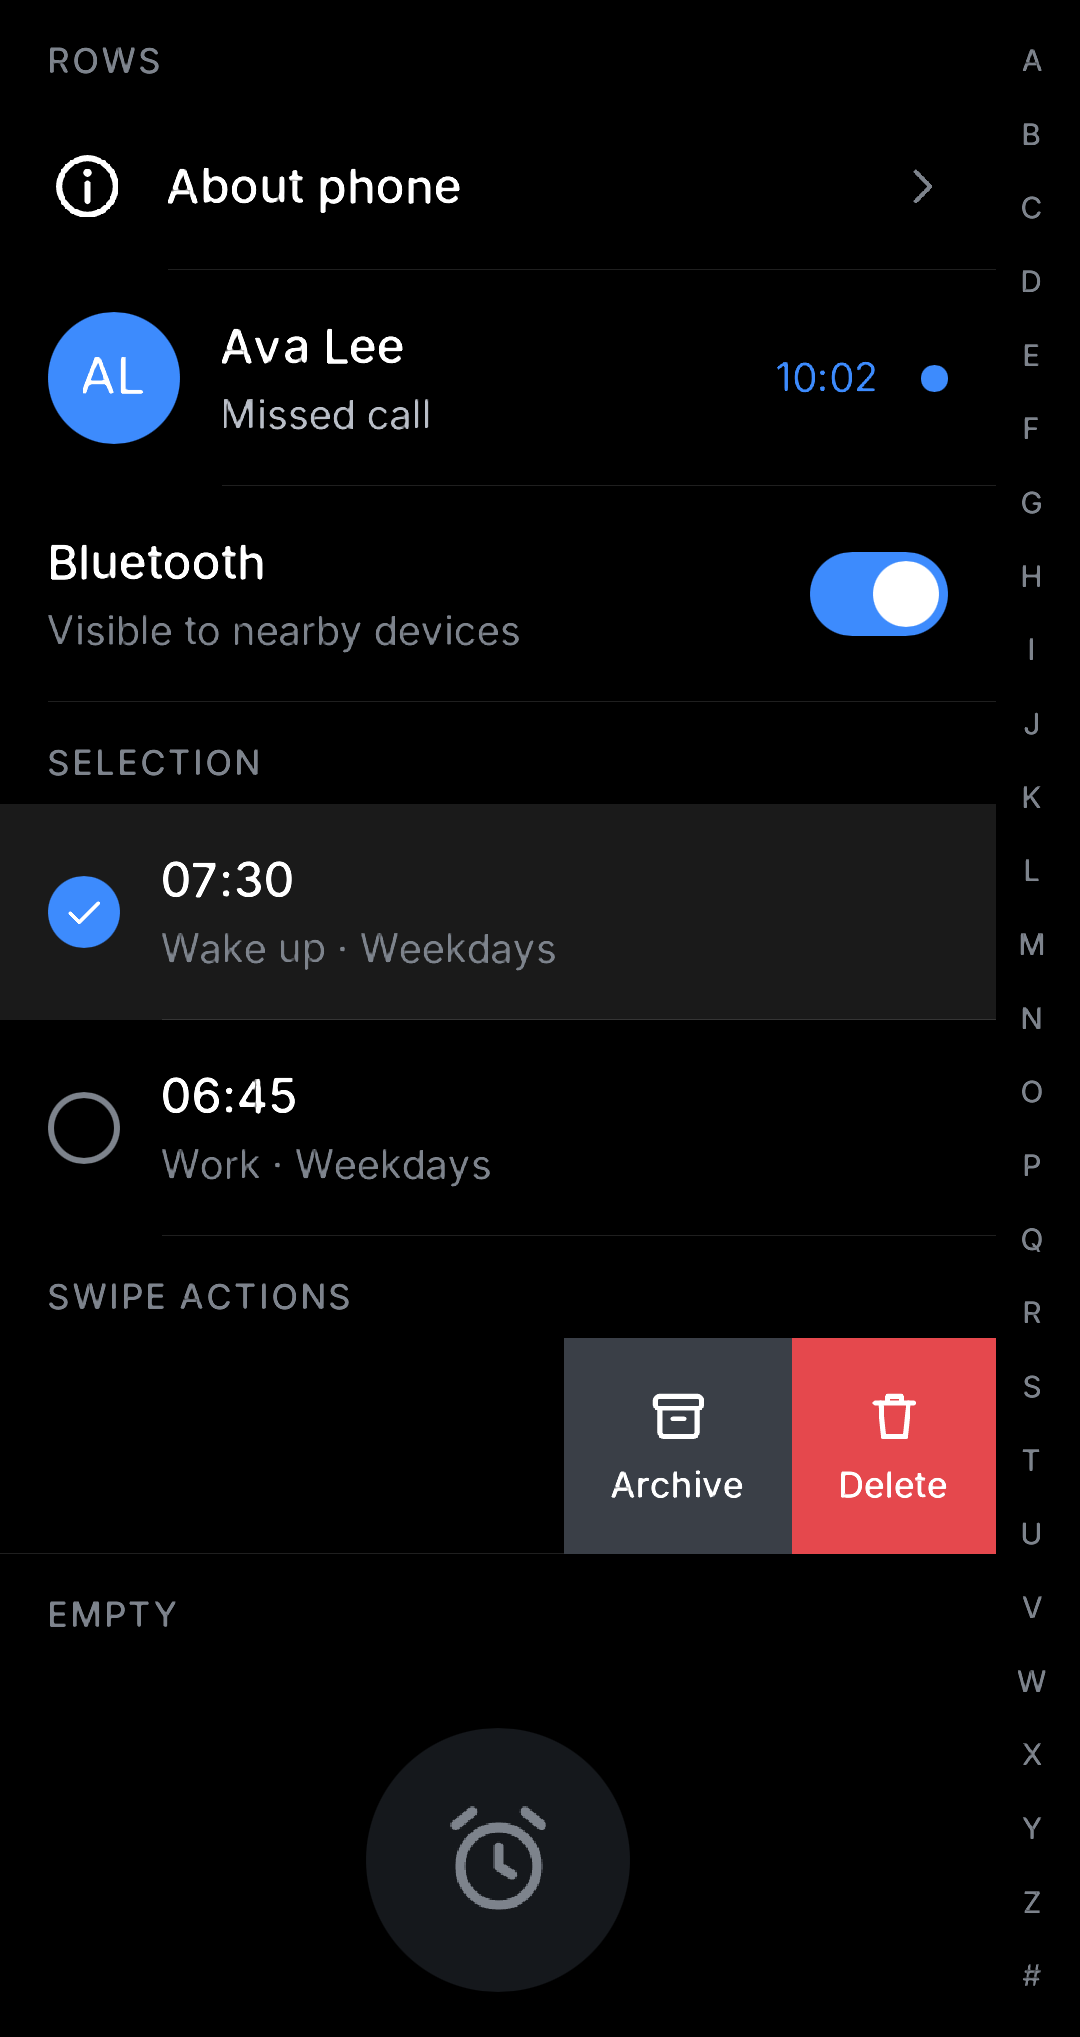 ROWS
About phone
AL
Ava Lee
Missed call
10:02
Bluetooth
Visible to nearby devices
SELECTION
07:30
Wake up · Weekdays
06:45
Work · Weekdays
SWIPE ACTIONS
Archive
Delete
EMPTY
A
B
C
D
E
F
G
H
I
J
K
L
M
N
O
P
Q
R
S
T
U
V
W
X
Y
Z
#